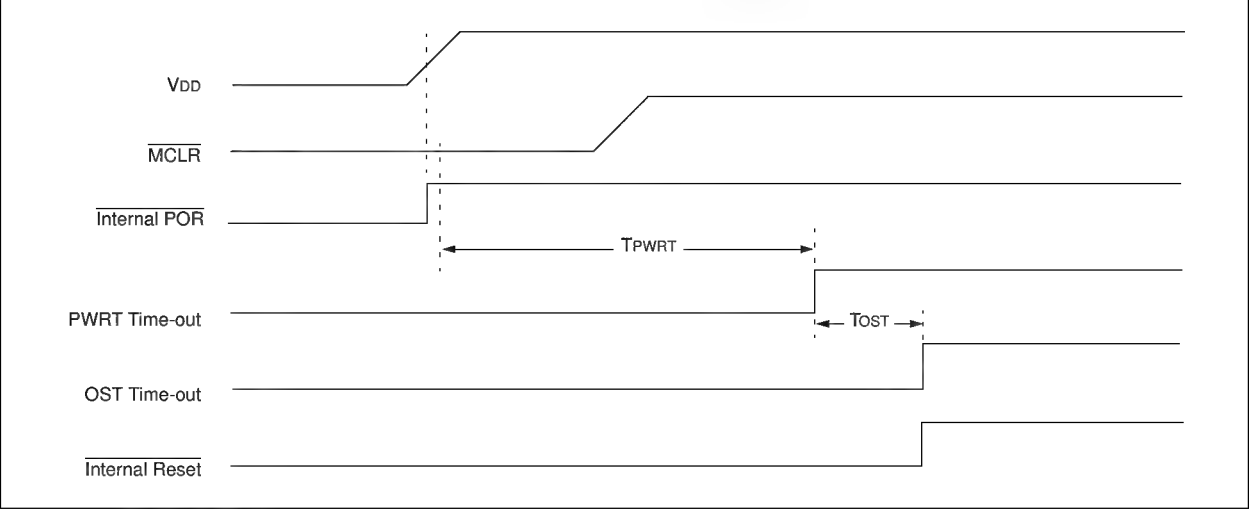 VDD
MCLR
Internal POR
TPWRT
PWRT Time-out
TOST
OST Time-out
Internal Reset